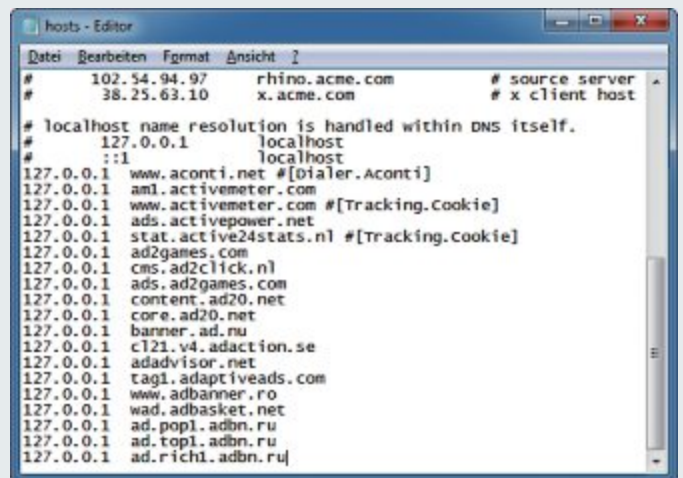 hosts - Editor
Datei Bearbeiten Format Ansicht ?
# 102.54.94.97 rhino.acme.com # source server
# 38.25.63.10 x.acme.com # x client host
# localhost name resolution is handled within DNS itself.
# 127.0.0.1 localhost
# ::1 localhost
127.0.0.1 www.aconti.net #[Dialer.Aconti]
127.0.0.1 am1.activemeter.com
127.0.0.1 www.activemeter.com #[Tracking.Cookie]
127.0.0.1 ads.activepower.net
127.0.0.1 stat.active24stats.nl #[Tracking.Cookie]
127.0.0.1 ad2games.com
127.0.0.1 cms.ad2click.nl
127.0.0.1 ads.ad2games.com
127.0.0.1 content.ad20.net
127.0.0.1 core.ad20.net
127.0.0.1 banner.ad.nu
127.0.0.1 cl21.v4.adaction.se
127.0.0.1 adadvisor.net
127.0.0.1 tag1.adaptiveads.com
127.0.0.1 www.adbanner.ro
127.0.0.1 wad.adbasket.net
127.0.0.1 ad.pop1.adbn.ru
127.0.0.1 ad.top1.adbn.ru
127.0.0.1 ad.rich1.adbn.ru